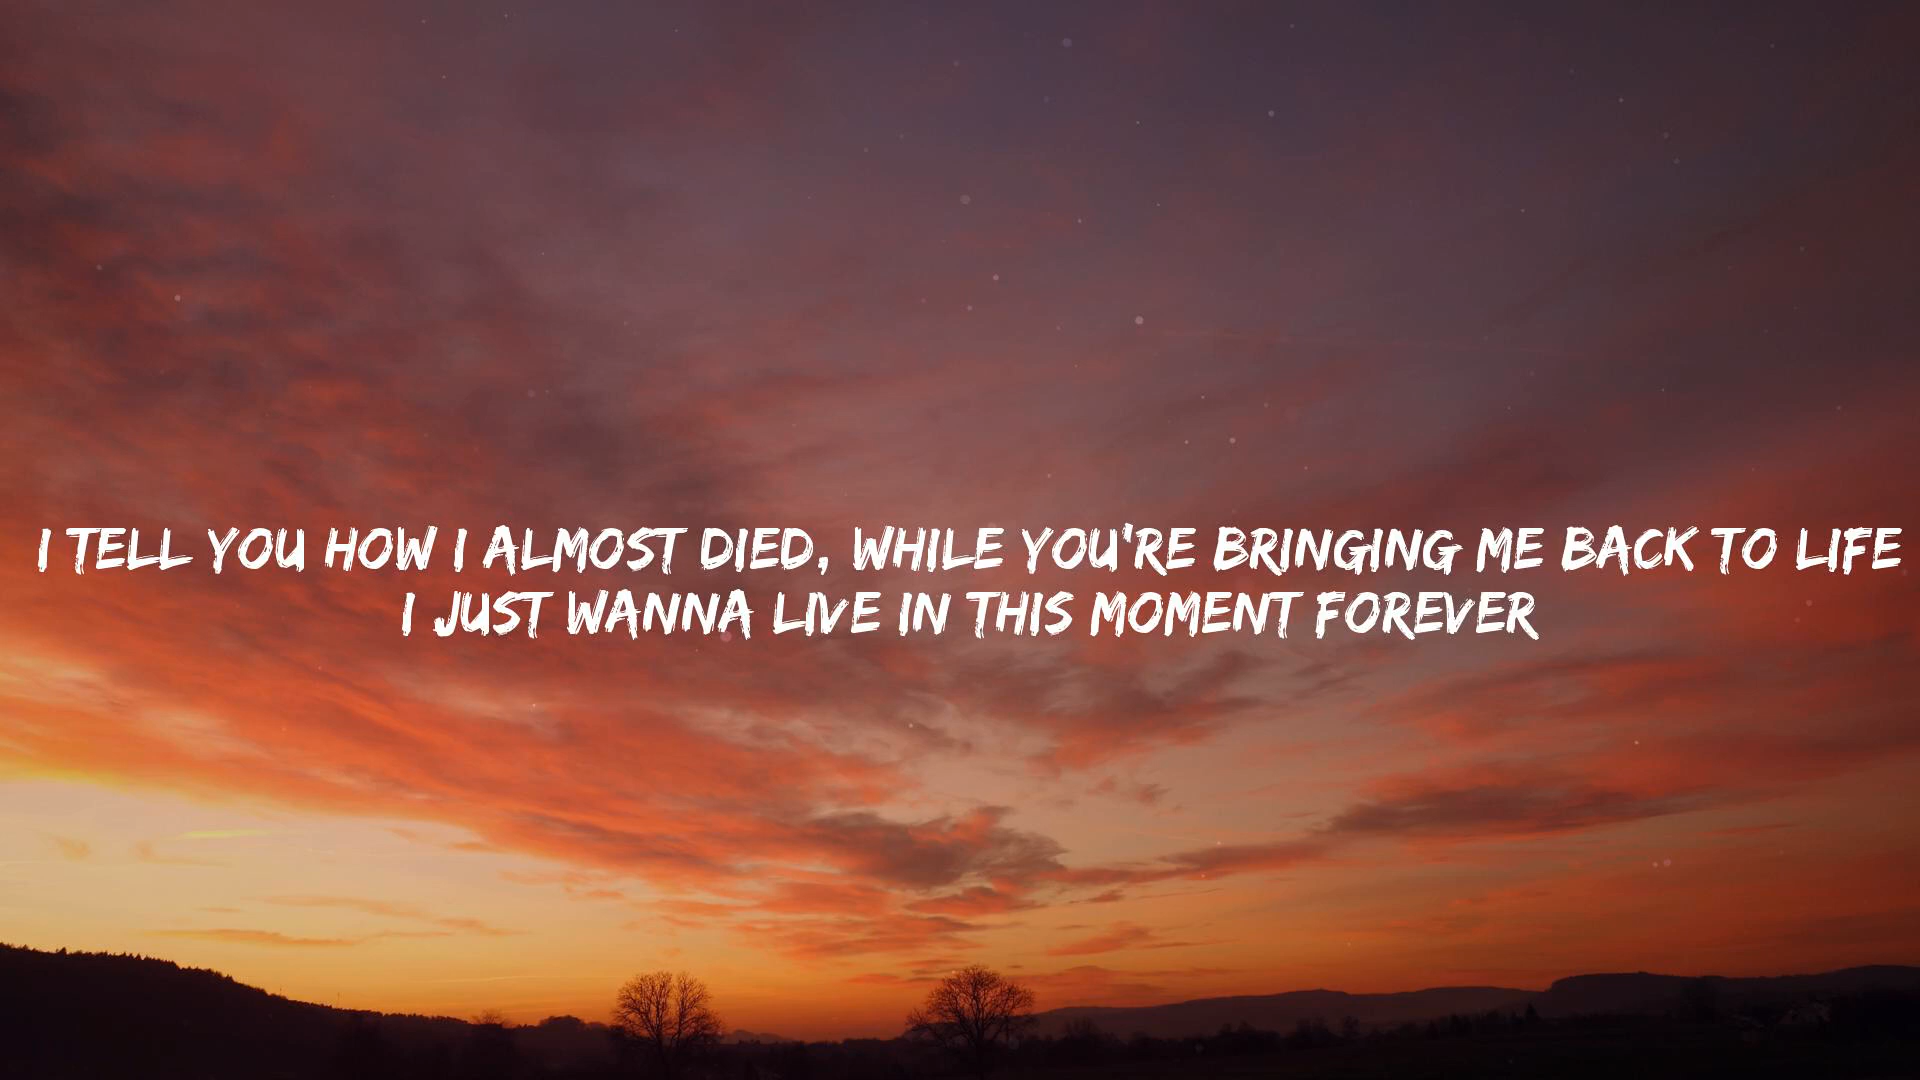 I TELL YOU HOW I ALMOST DIED, WHILE YOU'RE BRINGING ME BACK TO LIFE
I JUST WANNA LIVE IN THIS MOMENT FOREVER